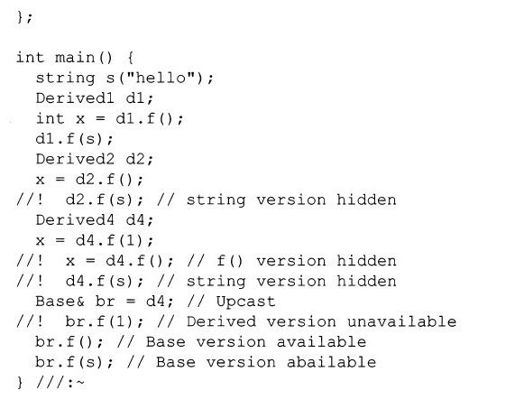 };
int main() {
string s("hello");
Derived1 d1;
int x = d1.f();
d1.f(s);
Derived2 d2;
x = d2.f();
//! d2.f(s); // string version hidden
Derived4 d4;
x = d4.f(1);
//! x = d4.f(); // f() version hidden
//! d4.f(s); // string version hidden
Base& br = d4; // Upcast
//! br.f(1); // Derived version unavailable
br.f(); // Base version available
br.f(s); // Base version abailable
} ///:~